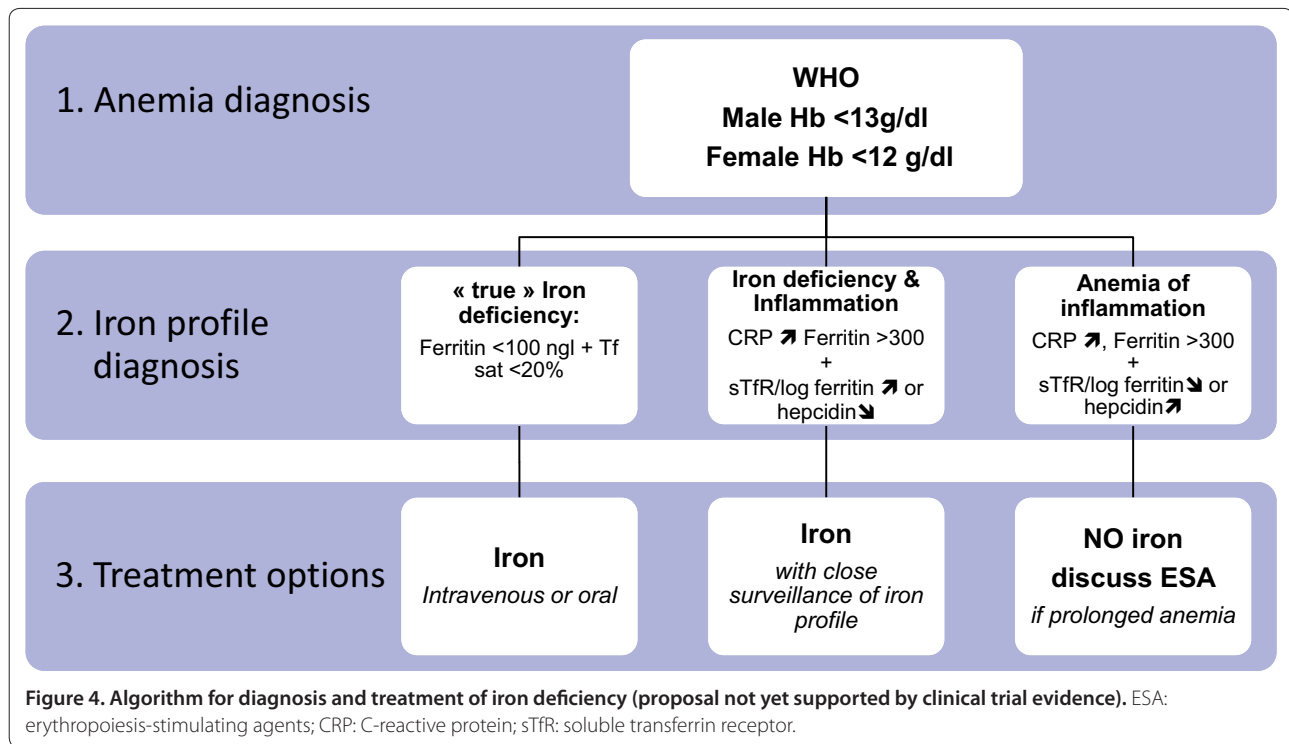 1. Anemia diagnosis
WHO
Male Hb <13g/dl
Female Hb <12 g/dl
2. Iron profile
diagnosis
« true » Iron
deficiency:
Ferritin <100 ngl + Tf
sat <20%
Iron deficiency &
Inflammation
CRP ↗ Ferritin >300
+
sTfR/log ferritin ↗ or
hepcidin↘
Anemia of
inflammation
CRP ↗, Ferritin >300
+
sTfR/log ferritin↘ or
hepcidin↗
3. Treatment options
Iron
Intravenous or oral
Iron
with close
surveillance of iron
profile
NO iron
discuss ESA
if prolonged anemia
Figure 4. Algorithm for diagnosis and treatment of iron deficiency (proposal not yet supported by clinical trial evidence). ESA:
erythropoiesis-stimulating agents; CRP: C-reactive protein; sTfR: soluble transferrin receptor.